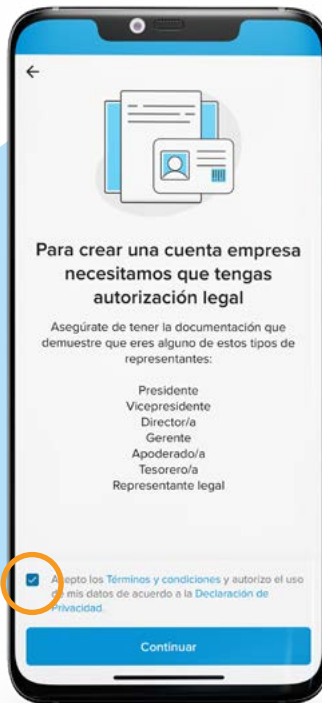 Para crear una cuenta empresa
necesitamos que tengas
autorización legal
Asegúrate de tener la documentación que
demuestre que eres alguno de estos tipos de
representantes:
Presidente
Vicepresidente
Director/a
Gerente
Apoderado/a
Tesorero/a
Representante legal
Acepto los Términos y condiciones y autorizo el uso
de mis datos de acuerdo a la Declaración de
Privacidad.
Continuar